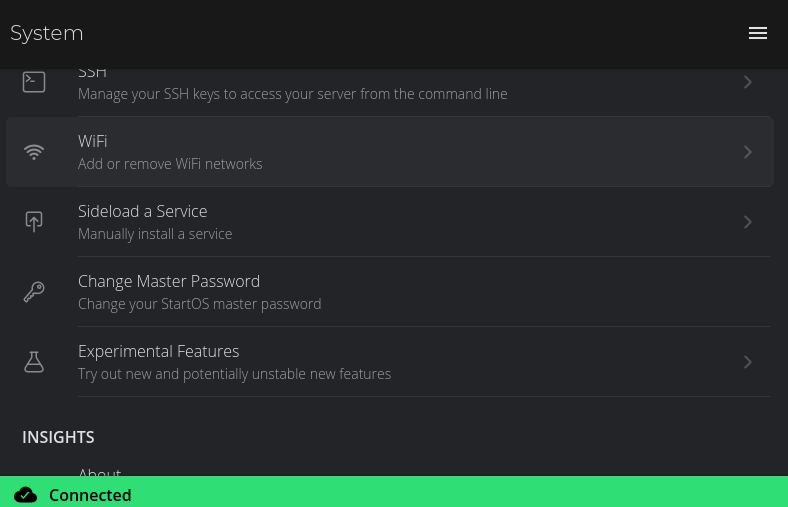 System
SSH
Manage your SSH keys to access your server from the command line
WiFi
Add or remove WiFi networks
Sideload a Service
Manually install a service
Change Master Password
Change your StartOS master password
Experimental Features
Try out new and potentially unstable new features
INSIGHTS
About
Connected